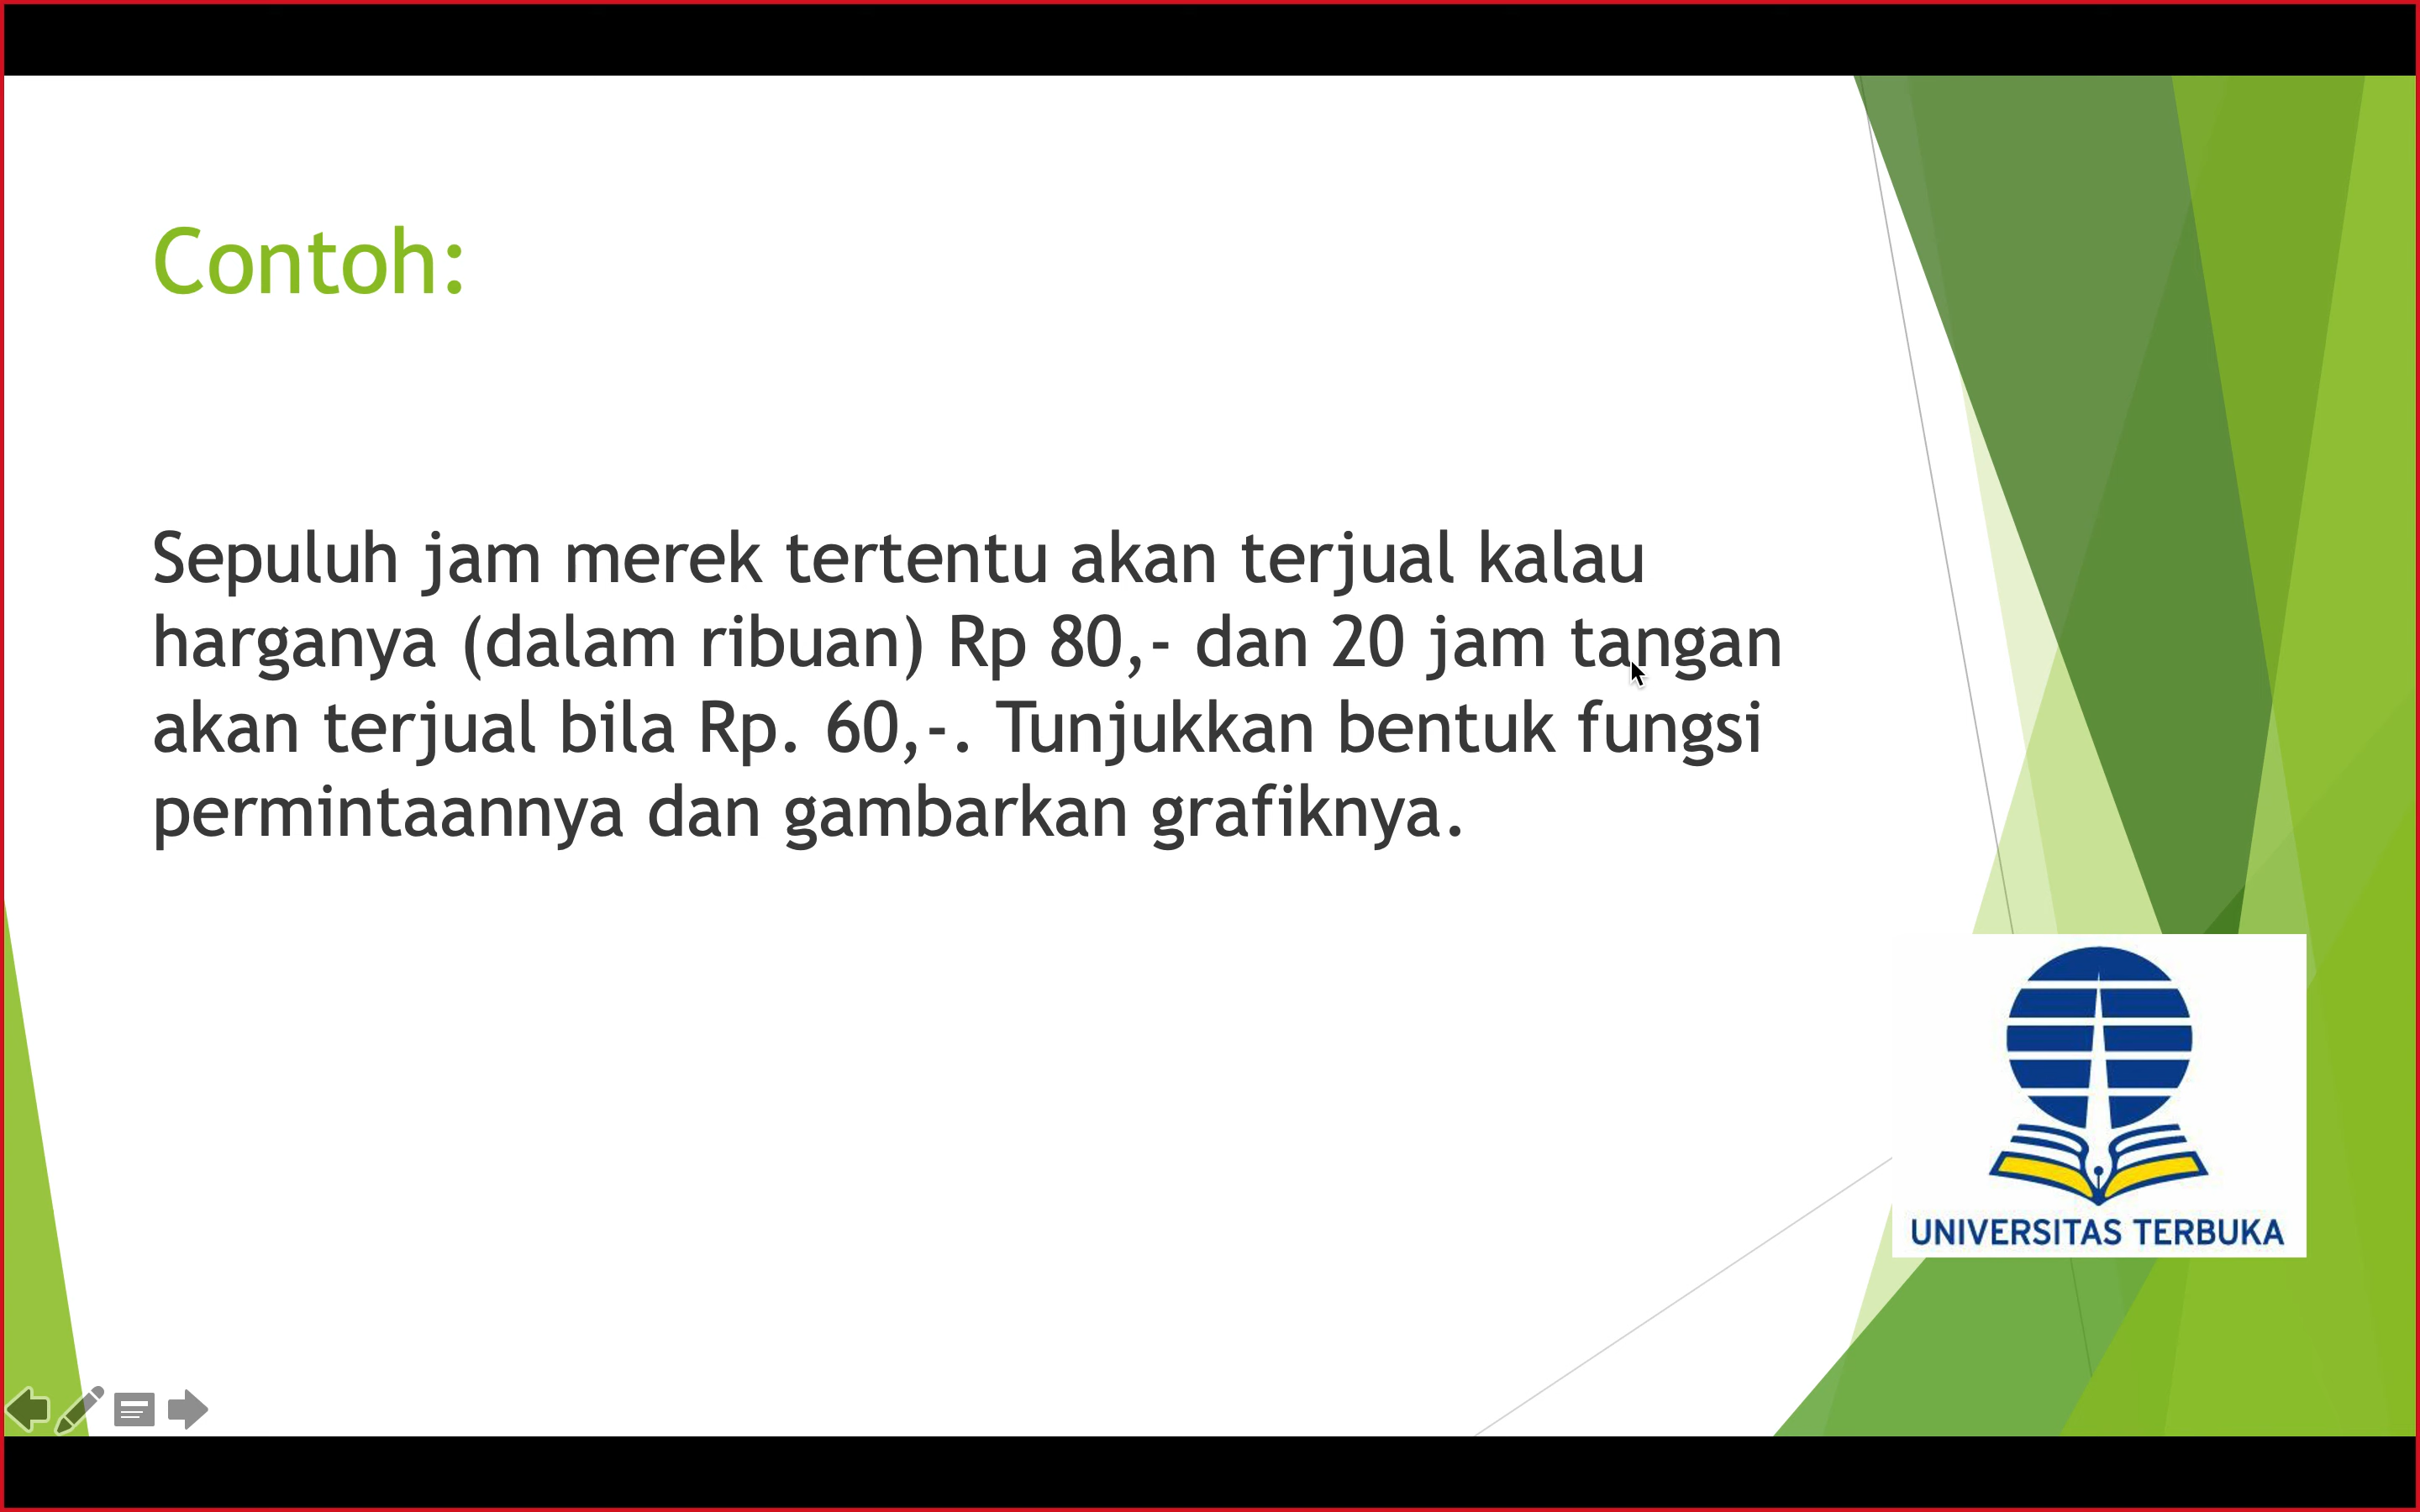 Contoh:
Sepuluh jam merek tertentu akan terjual kalau
harganya (dalam ribuan) Rp 80,- dan 20 jam tangan
akan terjual bila Rp. 60,-. Tunjukkan bentuk fungsi
permintaannya dan gambarkan grafiknya.
UNIVERSITAS TERBUKA